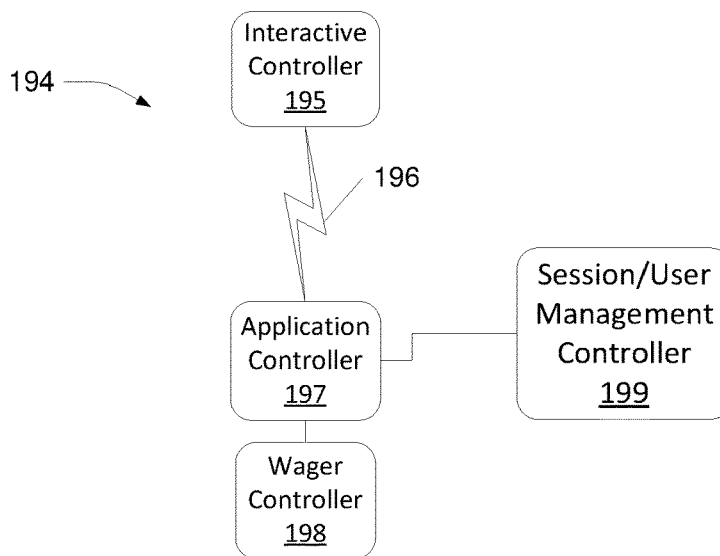 Interactive
Controller
195
194
196
Application
Controller
197
Session/User
Management
Controller
199
Wager
Controller
198